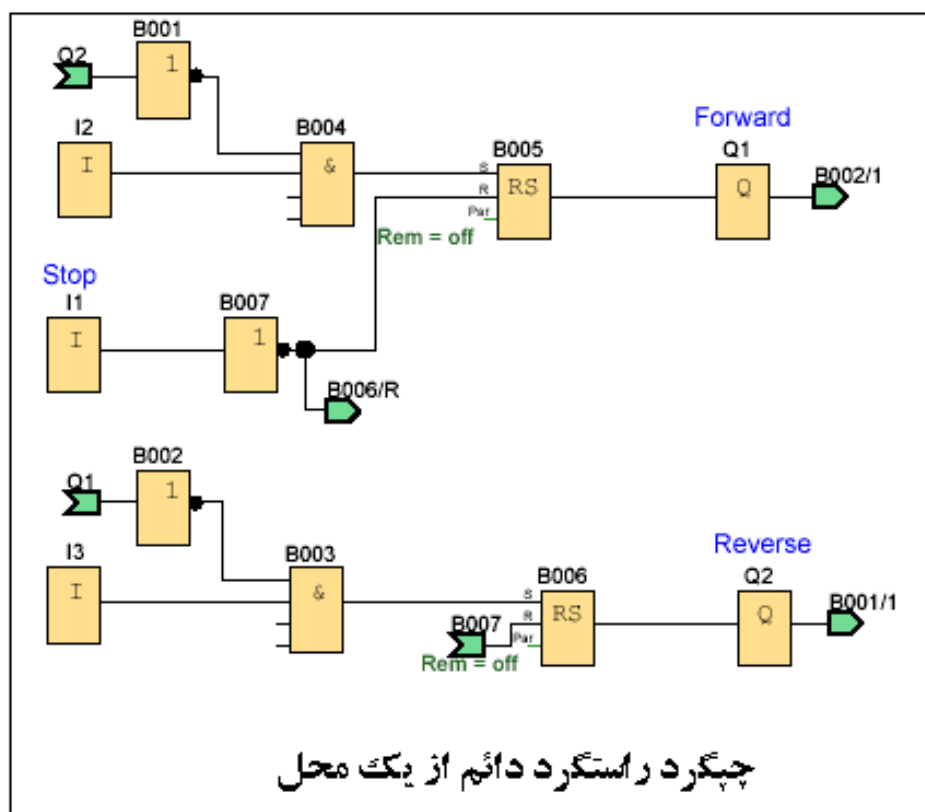 B001
Q2
1
I2
I
B004
&
B005
S
R
Par
RS
Rem = off
Forward
Q1
Q
B002/1
Stop
I1
I
B007
1
B006/R
B002
Q1
1
I3
I
B003
&
B006
S
R
Par
RS
B007
Rem = off
Reverse
Q2
Q
B001/1
چپگرد راستگرد دائم از یک محل